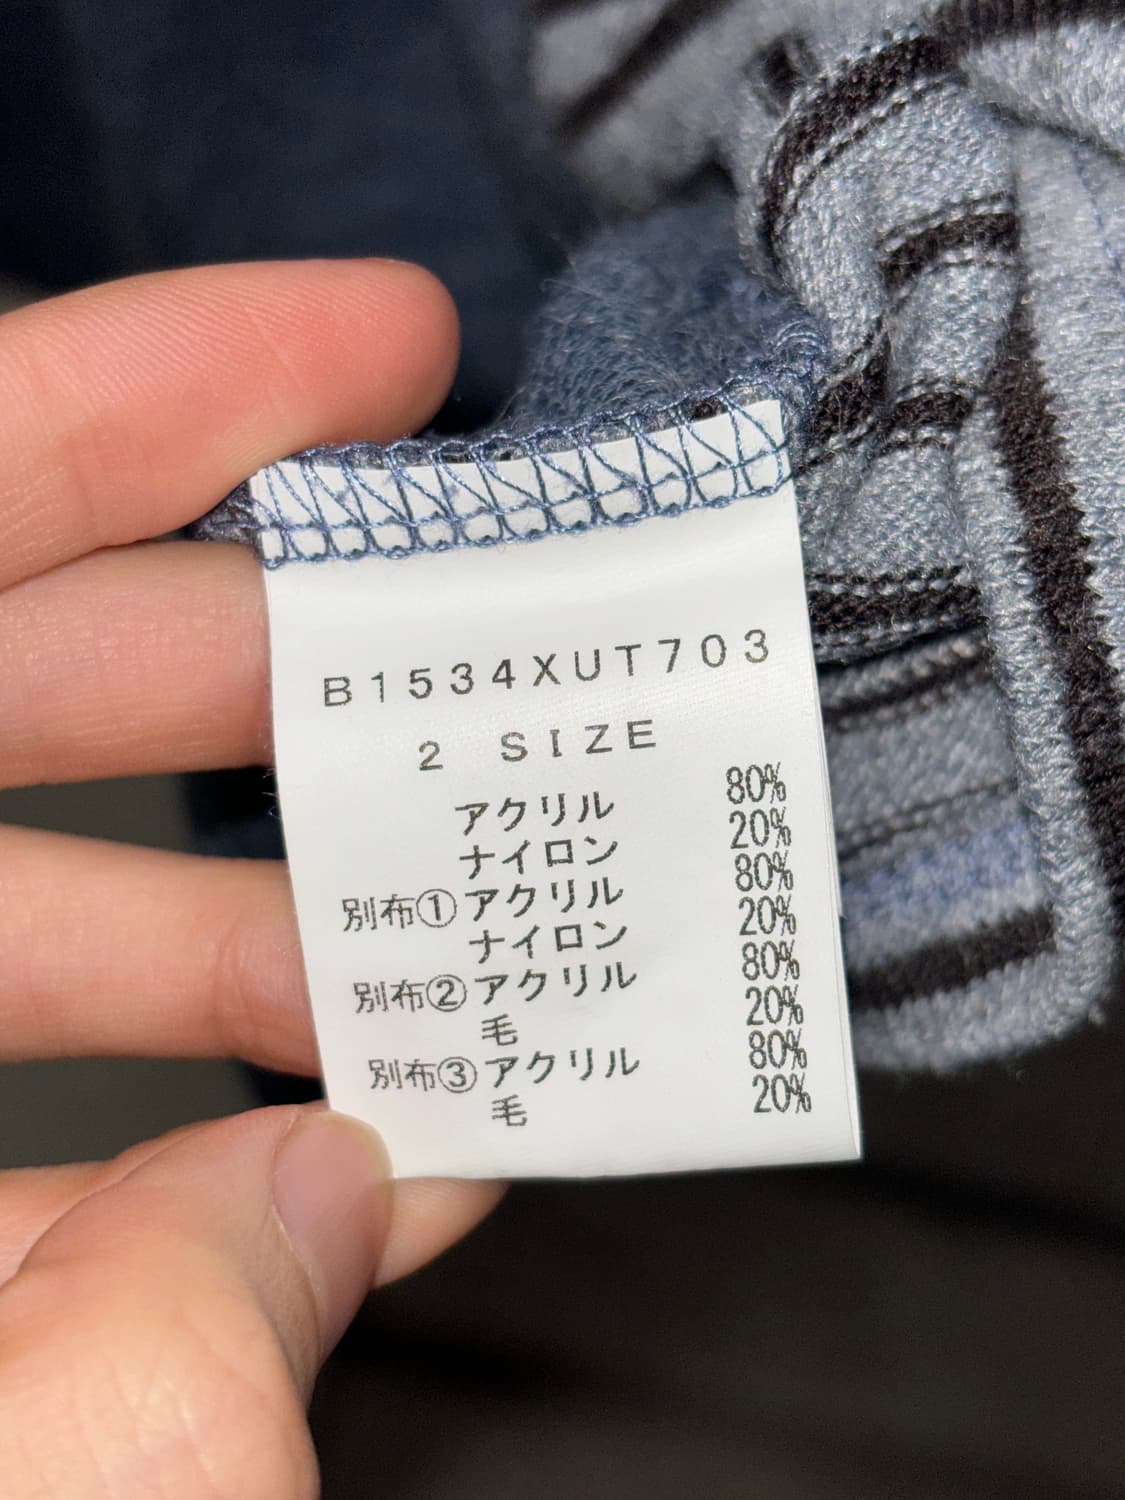 B1534XUT703
2 SIZE
アクリル 80%
ナイロン 20%
別布①アクリル 80%
ナイロン 20%
別布②アクリル 80%
毛 20%
別布③アクリル 80%
毛 20%